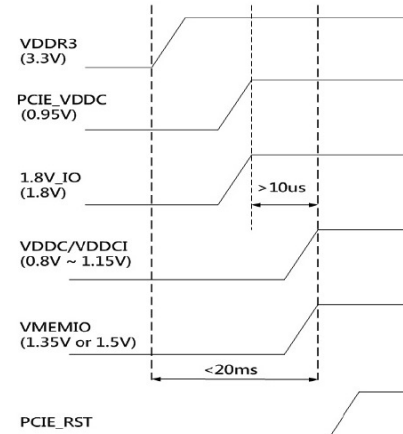 VDDR3
(3.3V)
PCIE_VDDC
(0.95V)
1.8V_IO
(1.8V)
>10us
VDDC/VDDCI
(0.8V ~ 1.15V)
VMEMIO
(1.35V or 1.5V)
<20ms
PCIE_RST